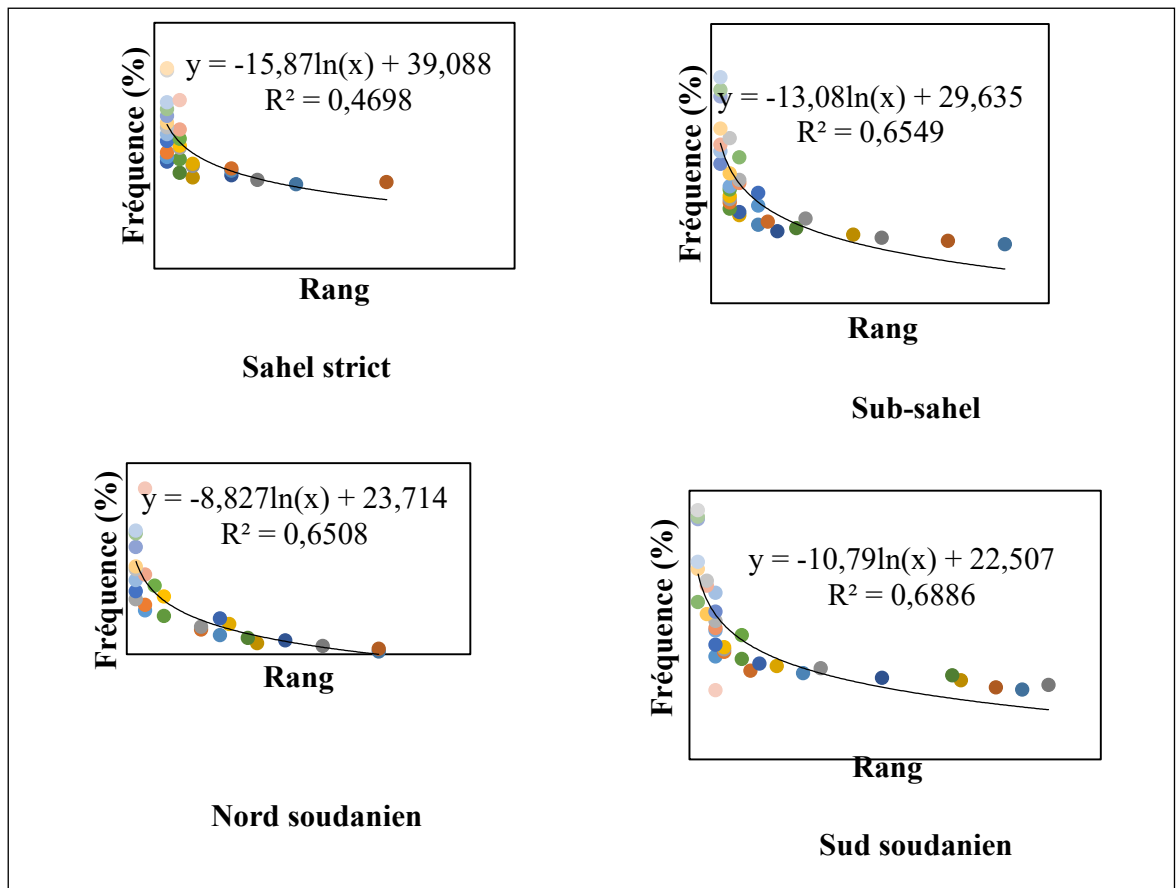 Fréquence (%)
y = -15,87ln(x) + 39,088
R² = 0,4698
Rang
Sahel strict
Fréquence (%)
y = -13,08ln(x) + 29,635
R² = 0,6549
Rang
Sub-sahel
Fréquence (%)
y = -8,827ln(x) + 23,714
R² = 0,6508
Rang
Nord soudanien
Fréquence (%)
y = -10,79ln(x) + 22,507
R² = 0,6886
Rang
Sud soudanien